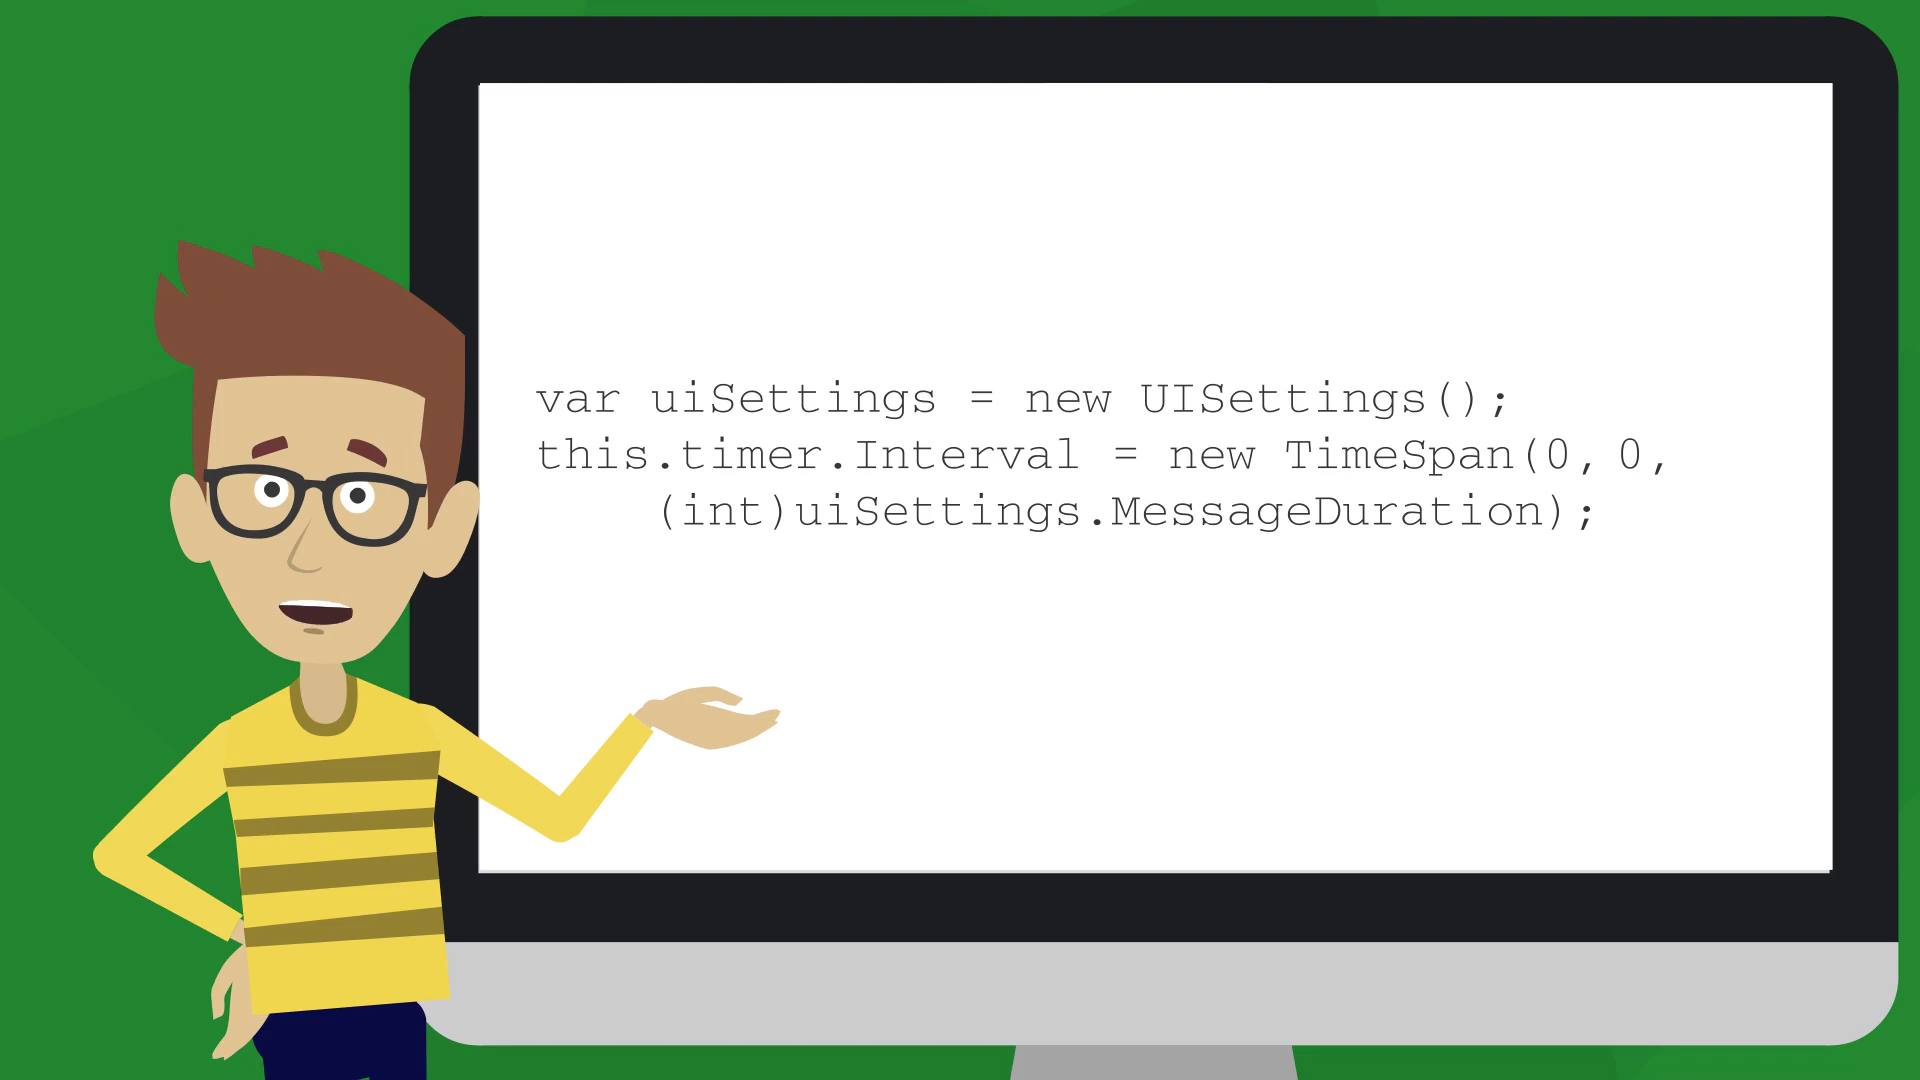 var uiSettings = new UISettings();
this.timer.Interval = new TimeSpan(0, 0,
(int)uiSettings.MessageDuration);